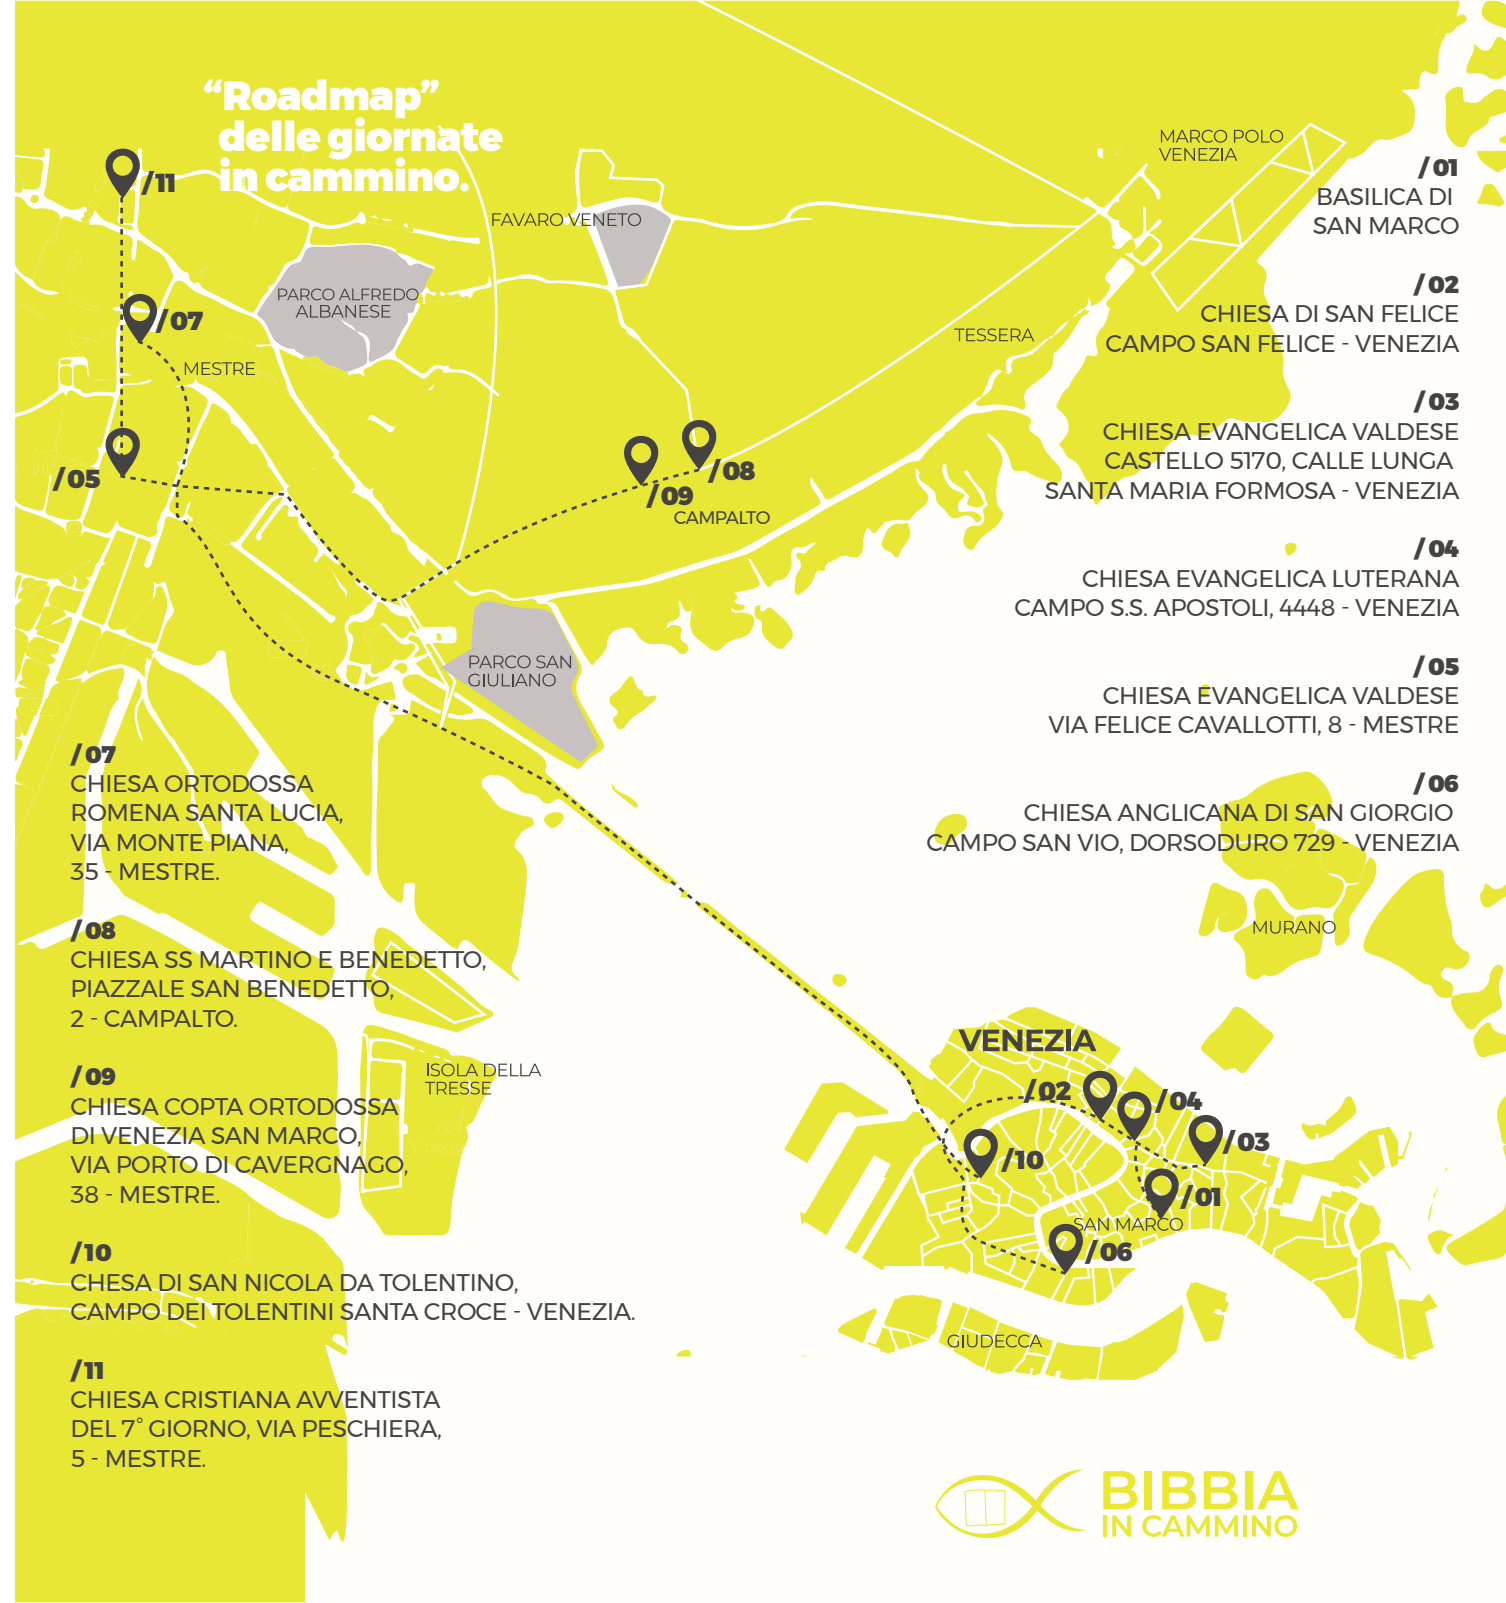 “Roadmap”
delle giornate
in cammino.
/11
/07
/05
/09
/08
FAVARO VENETO
PARCO ALFREDO
ALBANESE
MESTRE
CAMPALTO
TESSERA
MARCO POLO
VENEZIA
PARCO SAN
GIULIANO
/01
BASILICA DI
SAN MARCO
/02
CHIESA DI SAN FELICE
CAMPO SAN FELICE - VENEZIA
/03
CHIESA EVANGELICA VALDESE
CASTELLO 5170, CALLE LUNGA
SANTA MARIA FORMOSA - VENEZIA
/04
CHIESA EVANGELICA LUTERANA
CAMPO S.S. APOSTOLI, 4448 - VENEZIA
/05
CHIESA EVANGELICA VALDESE
VIA FELICE CAVALLOTTI, 8 - MESTRE
/06
CHIESA ANGLICANA DI SAN GIORGIO
CAMPO SAN VIO, DORSODURO 729 - VENEZIA
/07
CHIESA ORTODOSSA
ROMENA SANTA LUCIA,
VIA MONTE PIANA,
35 - MESTRE.
/08
CHIESA SS MARTINO E BENEDETTO,
PIAZZALE SAN BENEDETTO,
2 - CAMPALTO.
/09
CHIESA COPTA ORTODOSSA
DI VENEZIA SAN MARCO,
VIA PORTO DI CAVERGNAGO,
38 - MESTRE.
/10
CHESA DI SAN NICOLA DA TOLENTINO,
CAMPO DEI TOLENTINI SANTA CROCE - VENEZIA.
/11
CHIESA CRISTIANA AVVENTISTA
DEL 7° GIORNO, VIA PESCHIERA,
5 - MESTRE.
ISOLA DELLA
TRESSE
MURANO
VENEZIA
/02
/04
/03
/10
/01
SAN MARCO
/06
GIUDECCA
BIBBIA
IN CAMMINO